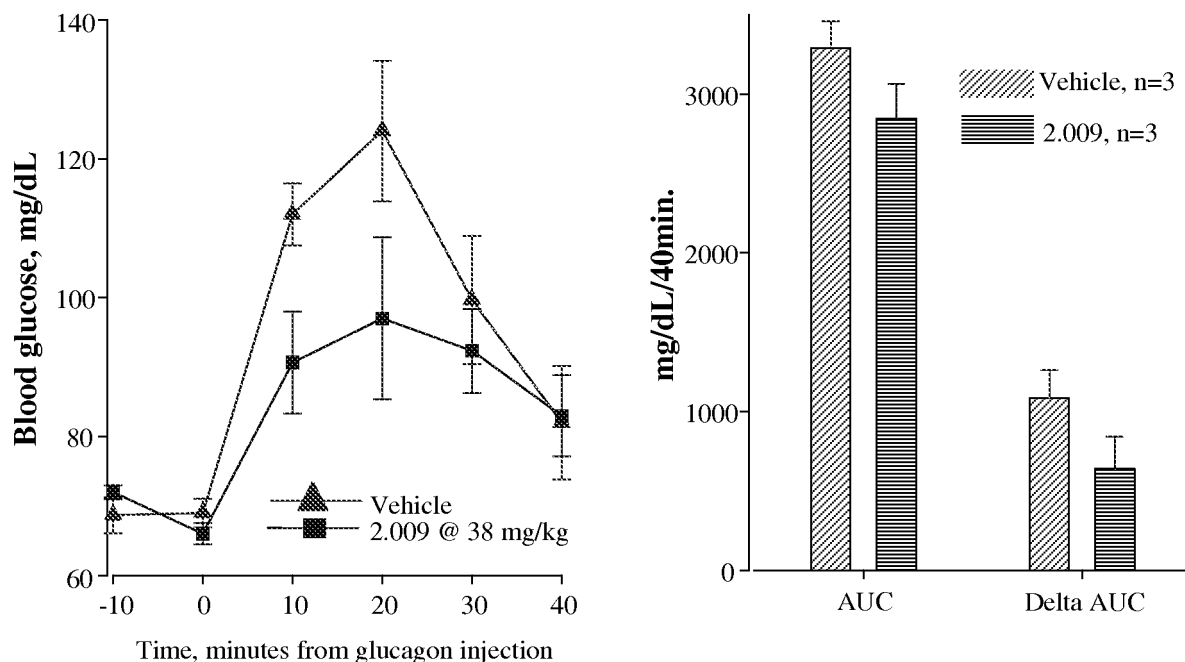 Blood glucose, mg/dL
140
120
100
80
60
-10 0 10 20 30 40
Vehicle
2.009 @ 38 mg/kg
Time, minutes from glucagon injection
mg/dL/40min.
3000
2000
1000
0
Vehicle, n=3
2.009, n=3
AUC Delta AUC